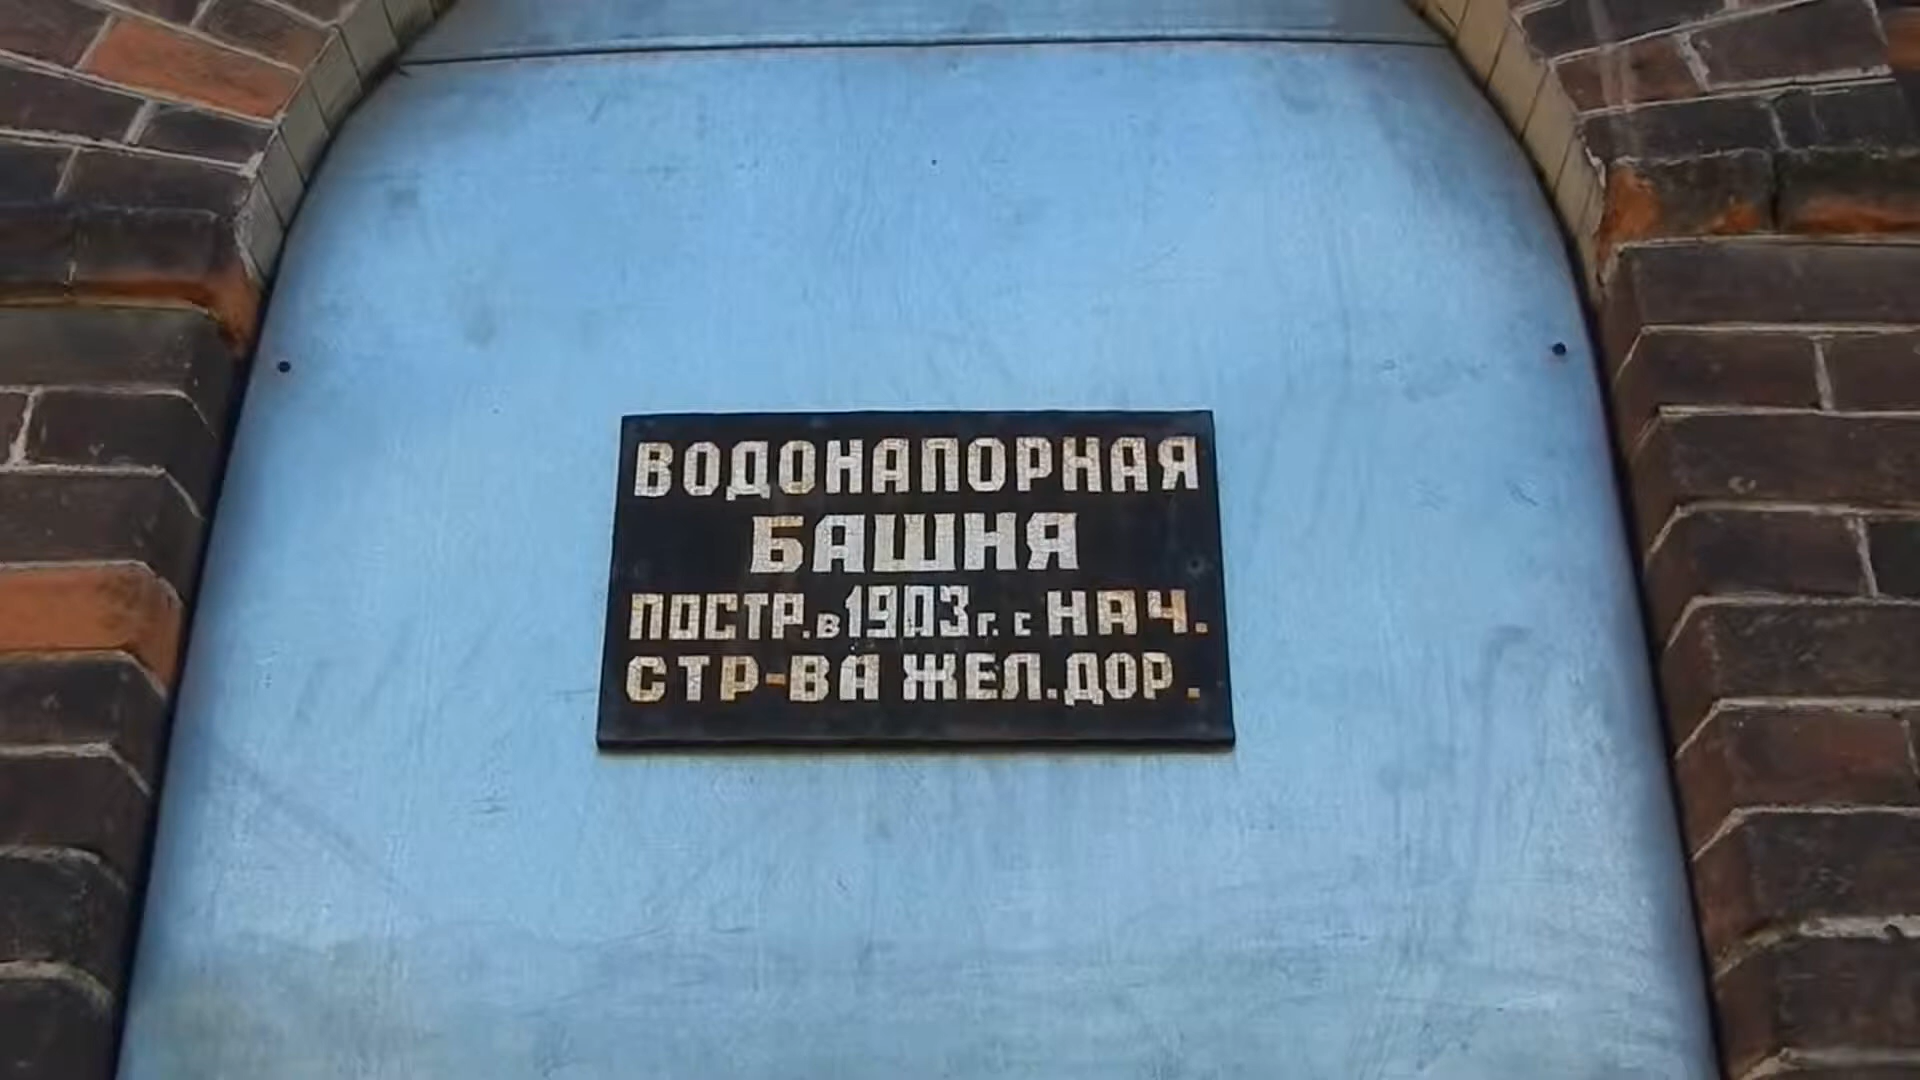 ВОДОНАПОРНАЯ
БАШНЯ
ПОСТР. в 1903 г. с НАЧ.
СТР-ВА ЖЕЛ. ДОР.